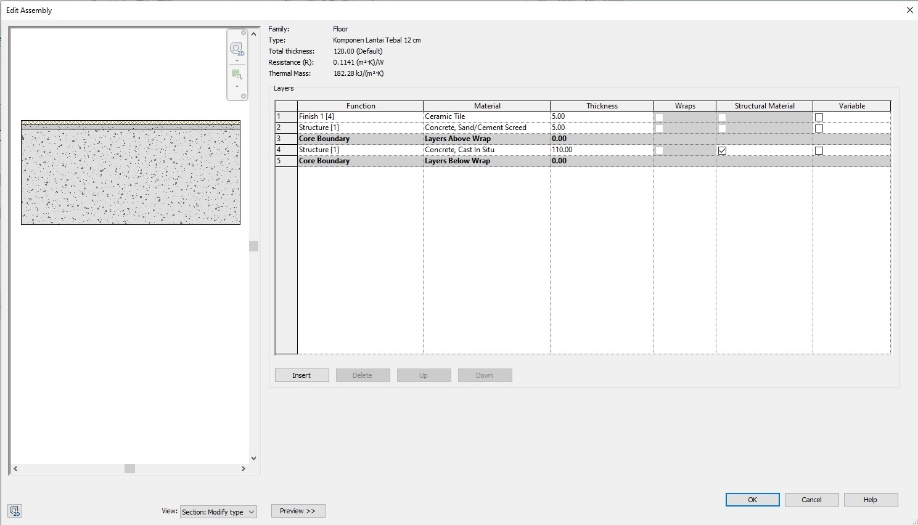 Edit Assembly
Family: Floor
Type: Komponen Lantai Tebal 12 cm
Total thickness: 120.00 (Default)
Resistance (R): 0.1141 (m²·K)/W
Thermal Mass: 182.28 kJ/(m²·K)
Layers
Function Material Thickness Wraps Structural Material Variable
1 Finish 1 [4] Ceramic Tile 5.00
2 Structure [1] Concrete, Sand/Cement Screed 5.00
3 Core Boundary Layers Above Wrap 0.00
4 Structure [1] Concrete, Cast In Situ 110.00
5 Core Boundary Layers Below Wrap 0.00
Insert Delete Up Down
OK Cancel Help
View: Section: Modify type Preview >>